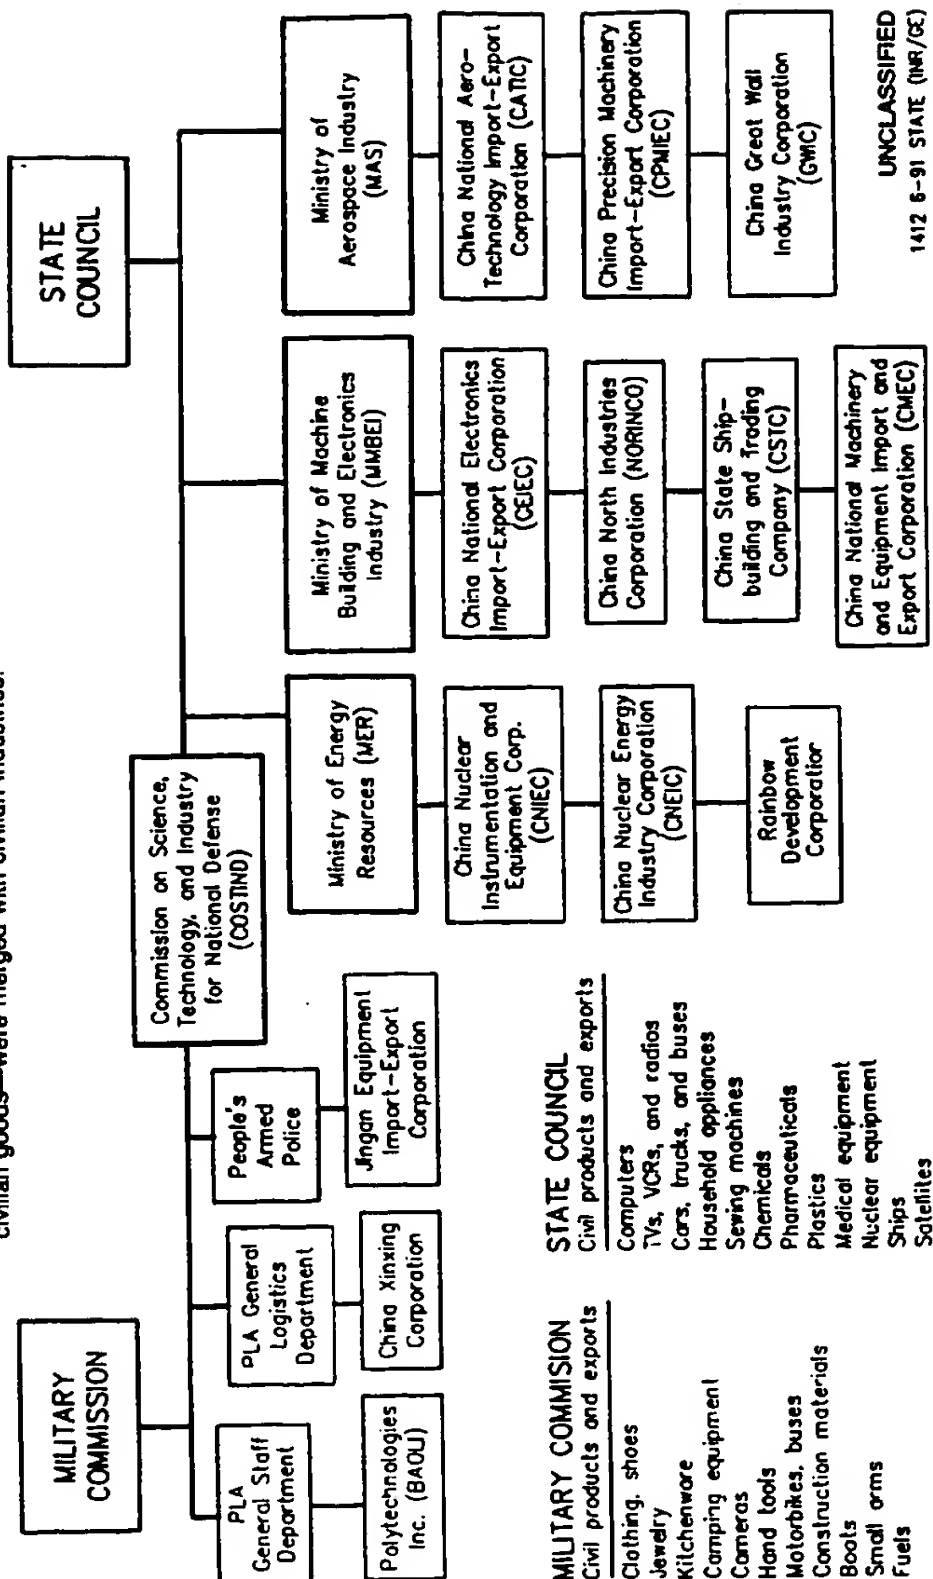 civilian goods—were merged with civilian industries.
MILITARY
COMMISSION
STATE
COUNCIL
Commission on Science,
Technology, and Industry
for National Defense
(COSTIND)
PLA
General Staff
Department
Polytechnologies
Inc. (BAOLI)
PLA General
Logistics
Department
China Xinxing
Corporation
People's
Armed
Police
Jingan Equipment
Import-Export
Corporation
Ministry of Energy
Resources (MER)
China Nuclear
Instrumentation and
Equipment Corp.
(CNIEC)
China Nuclear Energy
Industry Corporation
(CNEIC)
Rainbow
Development
Corporation
Ministry of Machine
Building and Electronics
Industry (MMBEI)
China National Electronics
Import-Export Corporation
(CEIEC)
China North Industries
Corporation (NORINCO)
China State Ship-
building and Trading
Company (CSTC)
China National Machinery
and Equipment Import and
Export Corporation (CMEC)
Ministry of
Aerospace Industry
(MAS)
China National Aero-
Technology Import-Export
Corporation (CATIC)
China Precision Machinery
Import-Export Corporation
(CPMIEC)
China Great Wall
Industry Corporation
(GWIC)
MILITARY COMMISION
Civil products and exports
Clothing, shoes
Jewelry
Kitchenware
Camping equipment
Cameras
Hand tools
Motorbikes, buses
Construction materials
Boats
Small arms
Fuels
STATE COUNCIL
Civil products and exports
Computers
TVs, VCRs, and radios
Cars, trucks, and buses
Household appliances
Sewing machines
Chemicals
Pharmaceuticals
Plastics
Medical equipment
Nuclear equipment
Ships
Satellites
UNCLASSIFIED
1412 6-91 STATE (INR/GE)